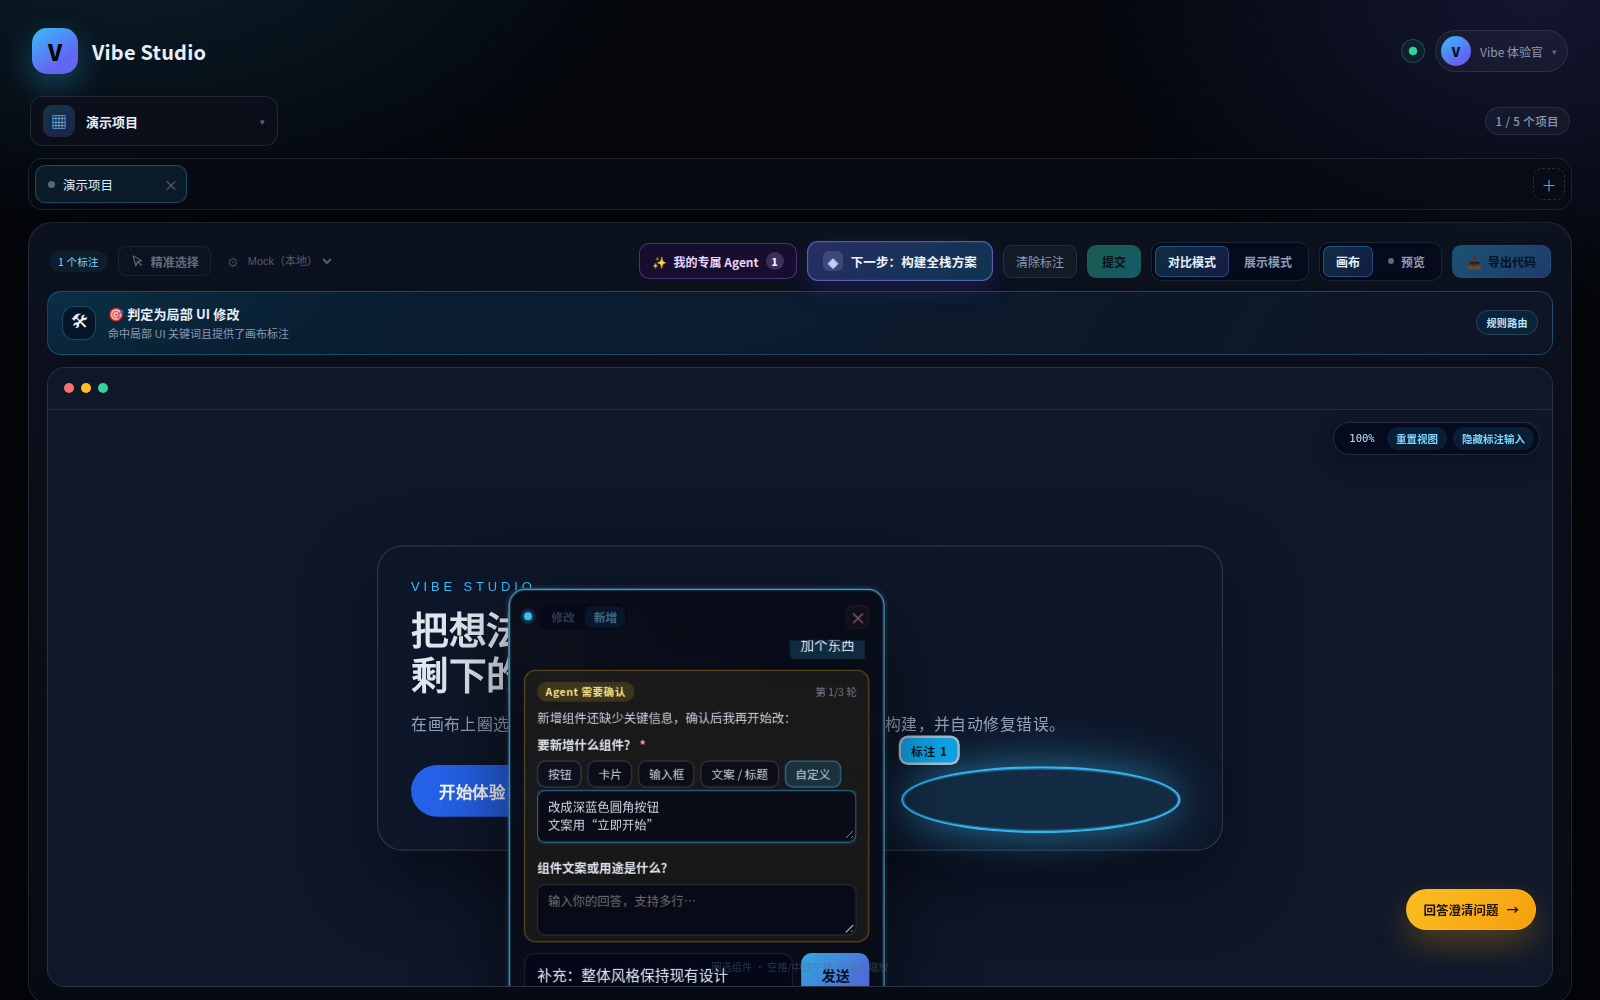 V Vibe Studio
V Vibe 体验官
演示项目
1 / 5 个项目
演示项目
1 个标注
精准选择
Mock（本地）
✨ 我的专属 Agent 1
下一步：构建全栈方案
清除标注
提交
对比模式
展示模式
画布
预览
导出代码
🎯 判定为局部 UI 修改
命中局部 UI 关键词且提供了画布标注
规则路由
100%
重置视图
隐藏标注输入
VIBE STUDIO
把想法
剩下的
在画布上圈选
构建，并自动修复错误。
开始体验
修改
新增
加个东西
Agent 需要确认
第 1/3 轮
新增组件还缺少关键信息，确认后我再开始改：
要新增什么组件？ *
按钮
卡片
输入框
文案 / 标题
自定义
改成深蓝色圆角按钮
文案用“立即开始”
组件文案或用途是什么？
输入你的回答，支持多行…
补充：整体风格保持现有设计
发送
标注 1
回答澄清问题 →